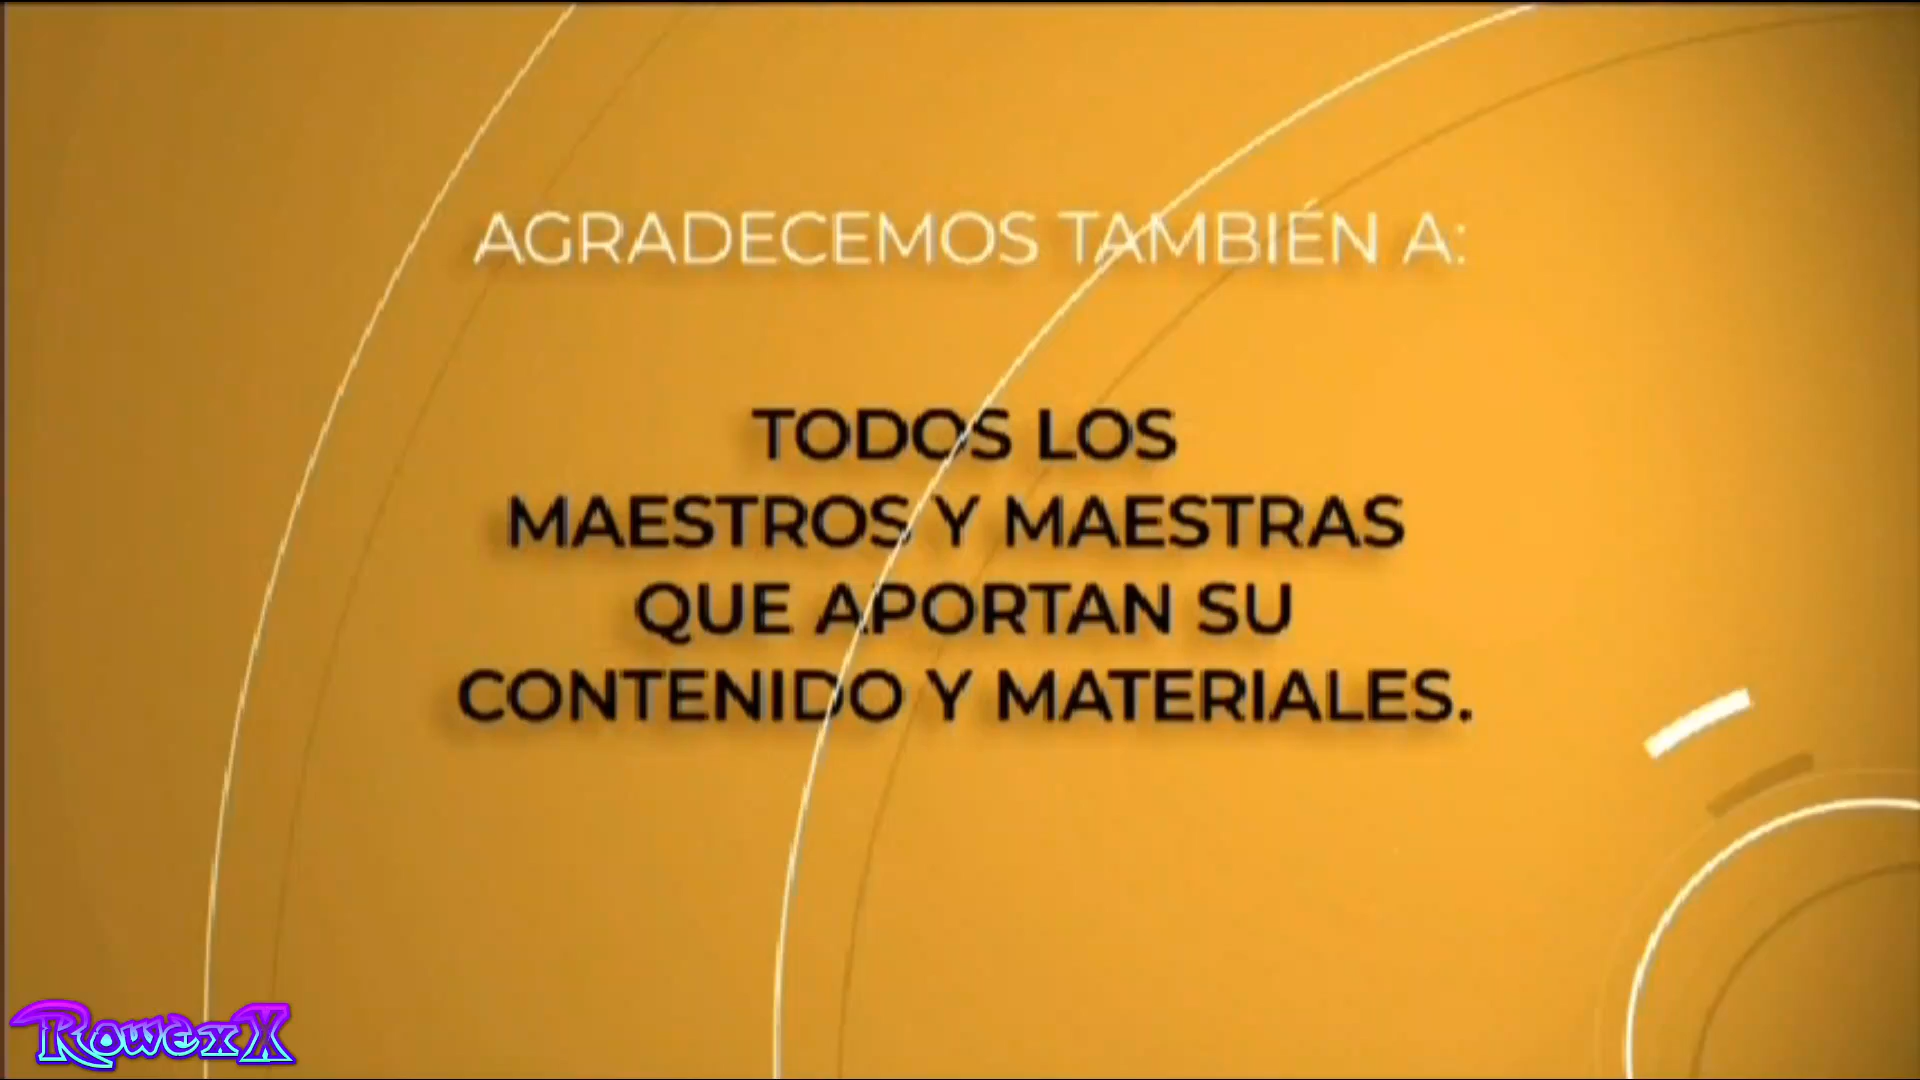 AGRADECEMOS TAMBIÉN A:
TODOS LOS
MAESTROS Y MAESTRAS
QUE APORTAN SU
CONTENIDO Y MATERIALES.
RowexX